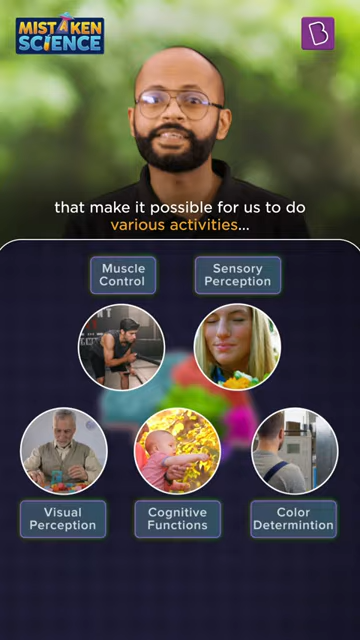 MISTAKEN
SCIENCE
B
that make it possible for us to do
various activities...
Muscle
Control
Sensory
Perception
Visual
Perception
Cognitive
Functions
Color
Determintion